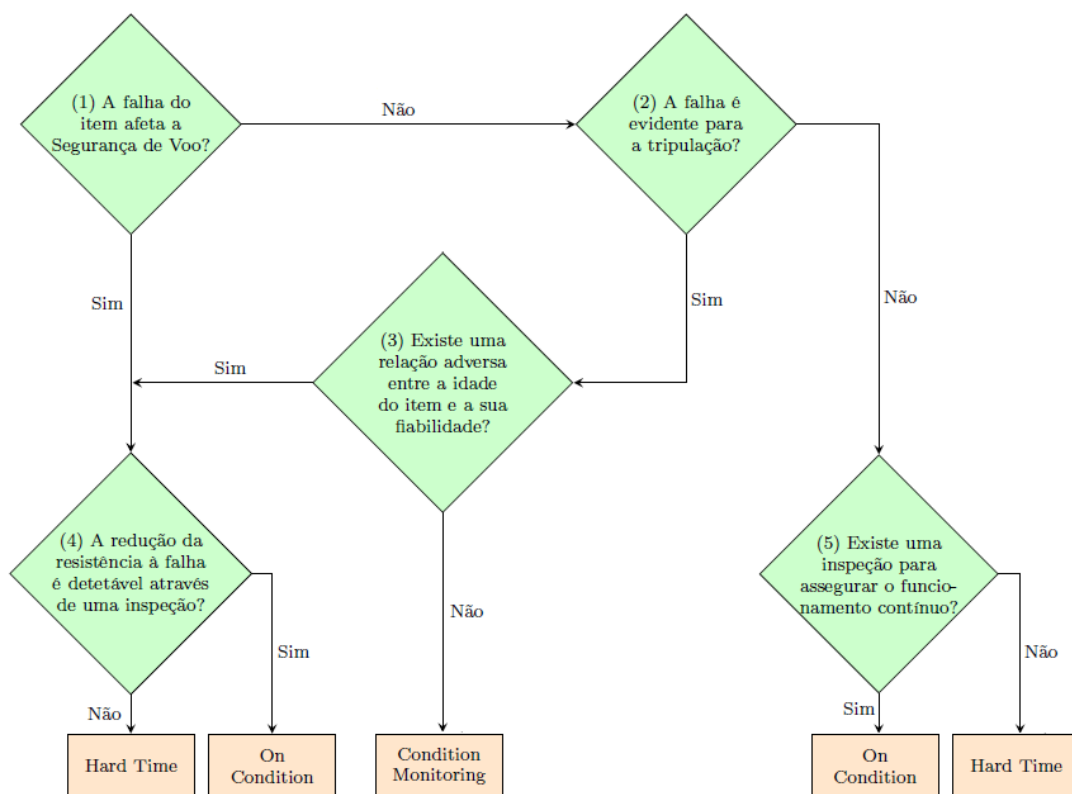 (1) A falha do
item afeta a
Segurança de Voo?
Não
(2) A falha é
evidente para
a tripulação?
Sim
Sim
Não
(3) Existe uma
relação adversa
entre a idade
do item e a sua
fiabilidade?
Sim
(4) A redução da
resistência à falha
é detetável através
de uma inspeção?
Não
Sim
Não
(5) Existe uma
inspeção para
assegurar o funcio-
namento contínuo?
Sim
Não
Hard Time
On
Condition
Condition
Monitoring
On
Condition
Hard Time